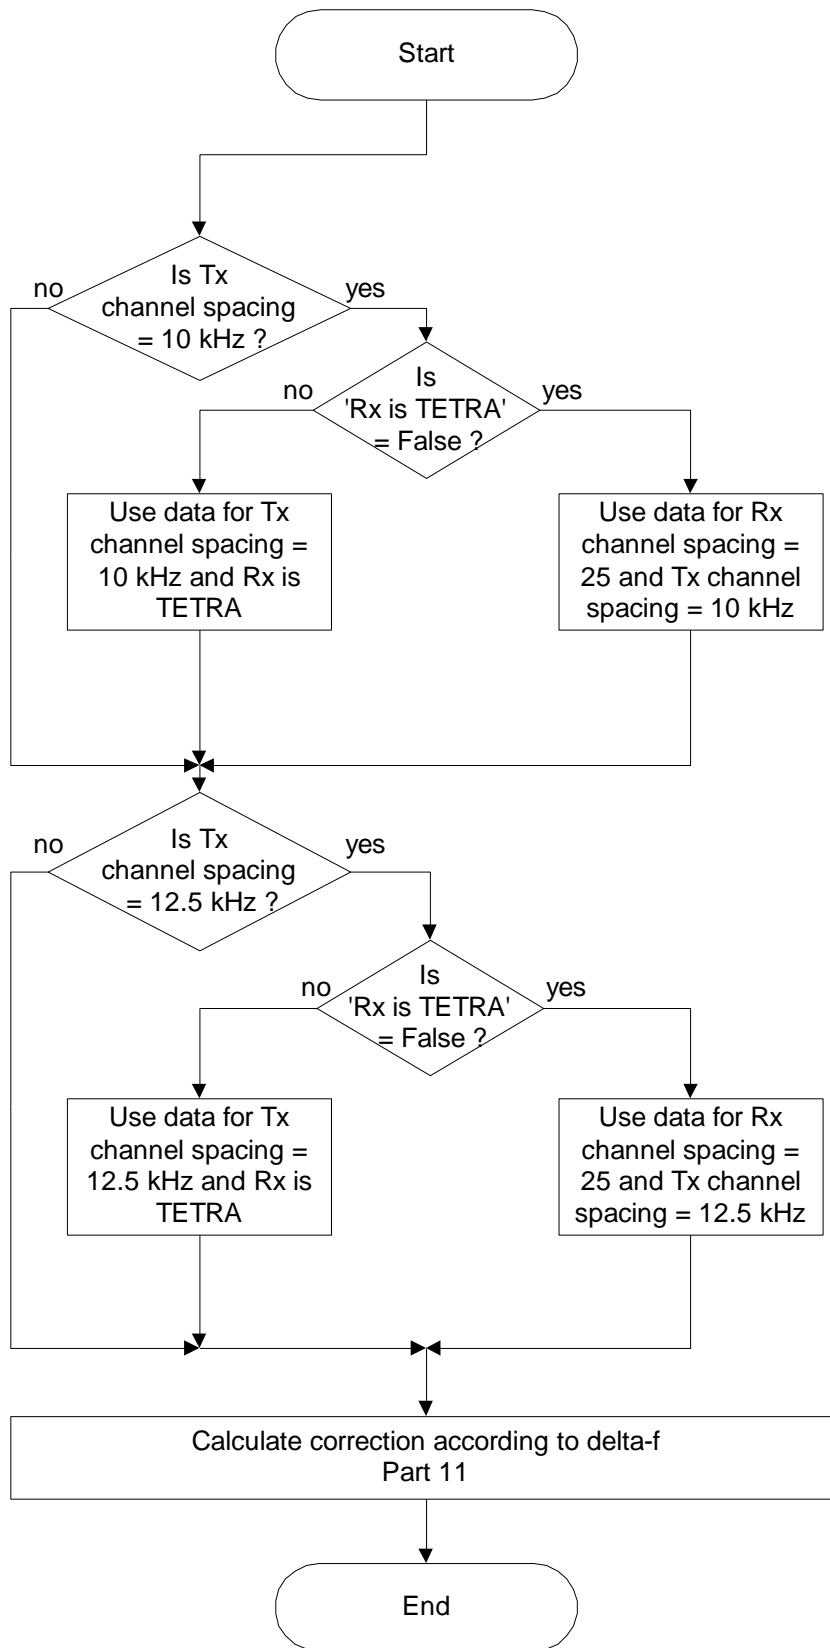 Start
Is Tx
channel spacing
= 10 kHz ?
no
yes
Is
'Rx is TETRA'
= False ?
no
yes
Use data for Tx
channel spacing =
10 kHz and Rx is
TETRA
Use data for Rx
channel spacing =
25 and Tx channel
spacing = 10 kHz
Is Tx
channel spacing
= 12.5 kHz ?
no
yes
Is
'Rx is TETRA'
= False ?
no
yes
Use data for Tx
channel spacing =
12.5 kHz and Rx is
TETRA
Use data for Rx
channel spacing =
25 and Tx channel
spacing = 12.5 kHz
Calculate correction according to delta-f
Part 11
End